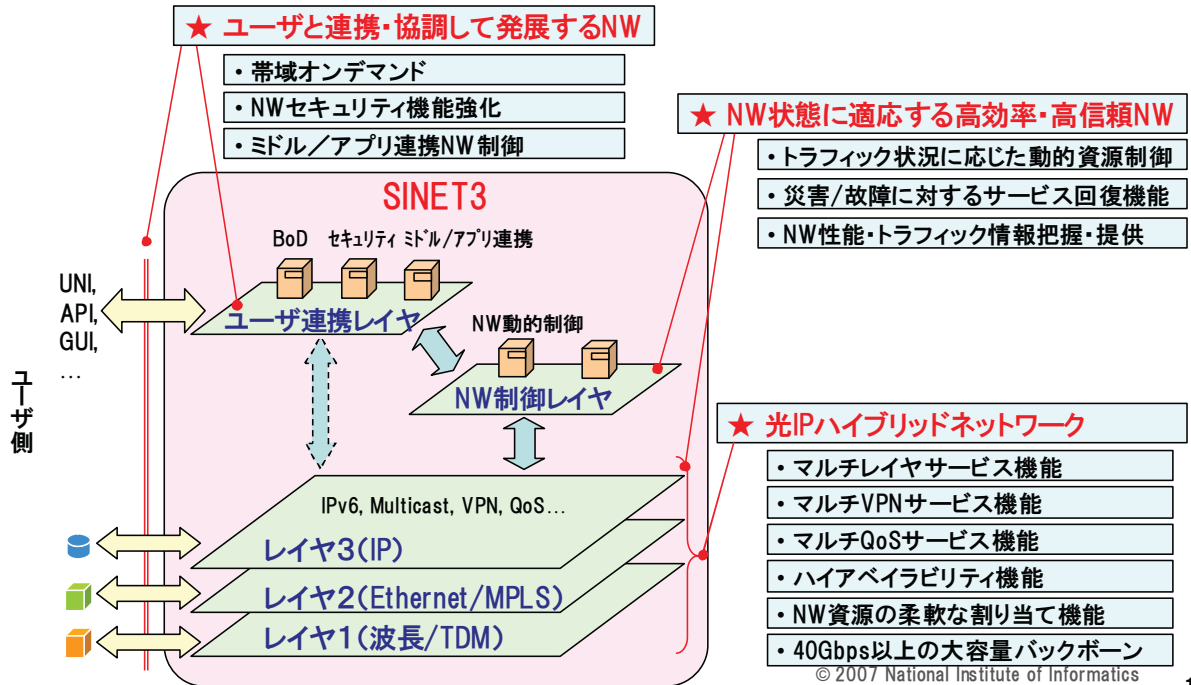 ★ ユーザと連携・協調して発展するNW
・帯域オンデマンド
・NWセキュリティ機能強化
・ミドル／アプリ連携NW制御
★ NW状態に適応する高効率・高信頼NW
・トラフィック状況に応じた動的資源制御
・災害/故障に対するサービス回復機能
・NW性能・トラフィック情報把握・提供
SINET3
BoD セキュリティ ミドル/アプリ連携
UNI,
API,
GUI,
…
ユーザ側
ユーザ連携レイヤ
NW動的制御
NW制御レイヤ
★ 光IPハイブリッドネットワーク
・マルチレイヤサービス機能
・マルチVPNサービス機能
・マルチQoSサービス機能
・ハイアベイラビリティ機能
・NW資源の柔軟な割り当て機能
・40Gbps以上の大容量バックボーン
IPv6, Multicast, VPN, QoS…
レイヤ3(IP)
レイヤ2(Ethernet/MPLS)
レイヤ1(波長/TDM)
© 2007 National Institute of Informatics